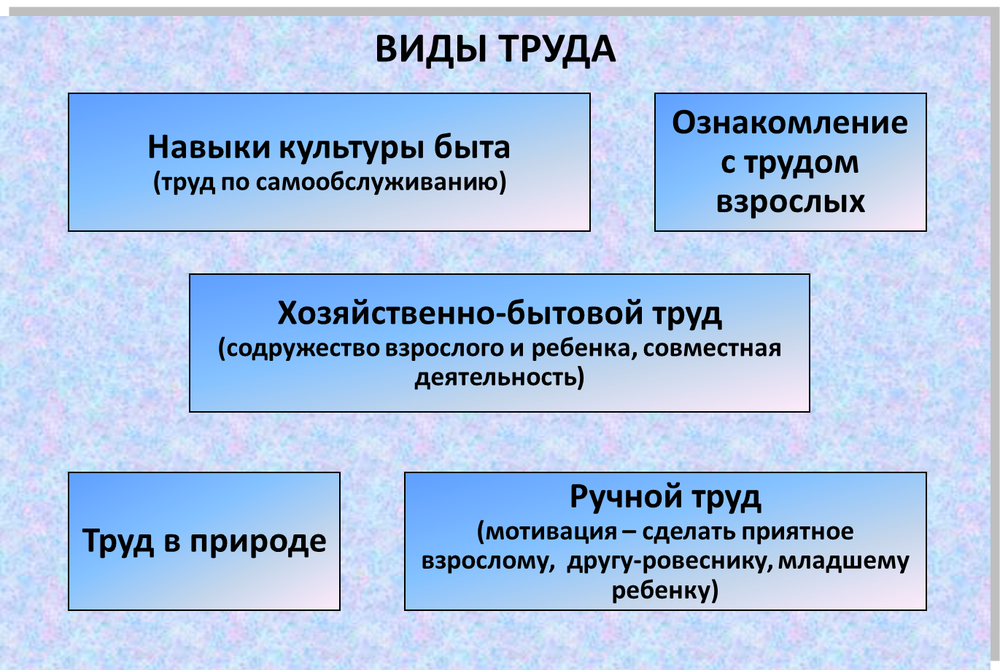 ВИДЫ ТРУДА
Навыки культуры быта
(труд по самообслуживанию)
Ознакомление
с трудом
взрослых
Хозяйственно-бытовой труд
(содружество взрослого и ребенка, совместная
деятельность)
Труд в природе
Ручной труд
(мотивация – сделать приятное
взрослому, другу-ровеснику, младшему
ребенку)